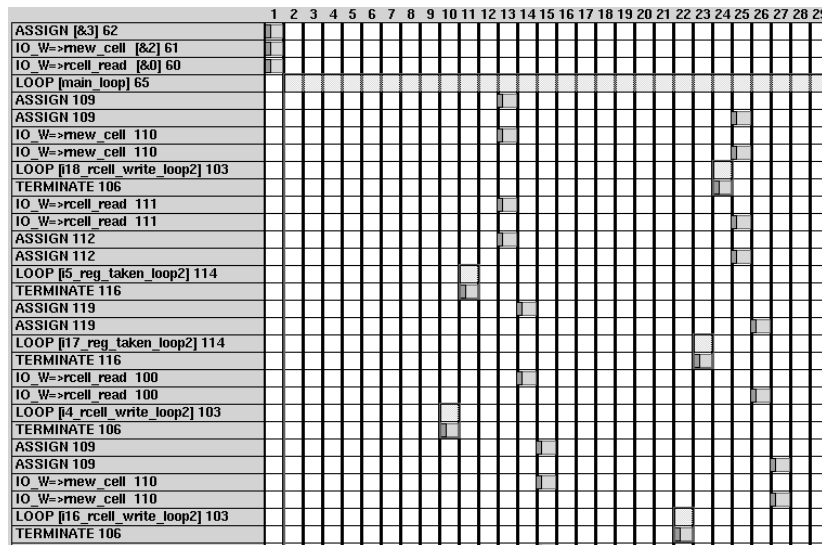 1 2 3 4 5 6 7 8 9 10 11 12 13 14 15 16 17 18 19 20 21 22 23 24 25 26 27 28 29
ASSIGN [&3] 62
IO_W=>rnew_cell [&2] 61
IO_W=>rcell_read [&0] 60
LOOP [main_loop] 65
ASSIGN 109
ASSIGN 109
IO_W=>rnew_cell 110
IO_W=>rnew_cell 110
LOOP [i18_rcell_write_loop2] 103
TERMINATE 106
IO_W=>rcell_read 111
IO_W=>rcell_read 111
ASSIGN 112
ASSIGN 112
LOOP [i5_reg_taken_loop2] 114
TERMINATE 116
ASSIGN 119
ASSIGN 119
LOOP [i17_reg_taken_loop2] 114
TERMINATE 116
IO_W=>rcell_read 100
IO_W=>rcell_read 100
LOOP [i4_rcell_write_loop2] 103
TERMINATE 106
ASSIGN 109
ASSIGN 109
IO_W=>rnew_cell 110
IO_W=>rnew_cell 110
LOOP [i16_rcell_write_loop2] 103
TERMINATE 106